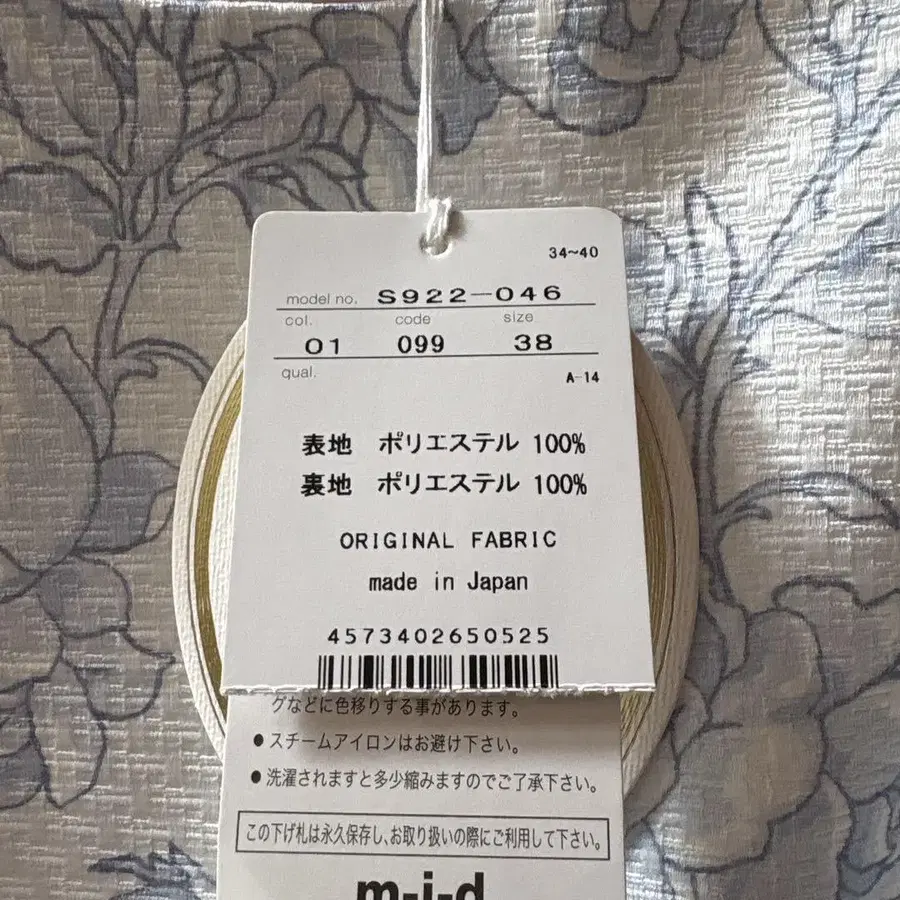 34~40
model no. S922-046
col. code size
01 099 38
qual. A-14
表地 ポリエステル 100%
裏地 ポリエステル 100%
ORIGINAL FABRIC
made in Japan
4573402650525
グなどに色移りする事があります。
●スチームアイロンはお避け下さい。
●洗濯されますと多少縮みますのでご了承下さい。
この下げ札は永久保存し、お取り扱いの際にご利用して下さい。
m-i-d